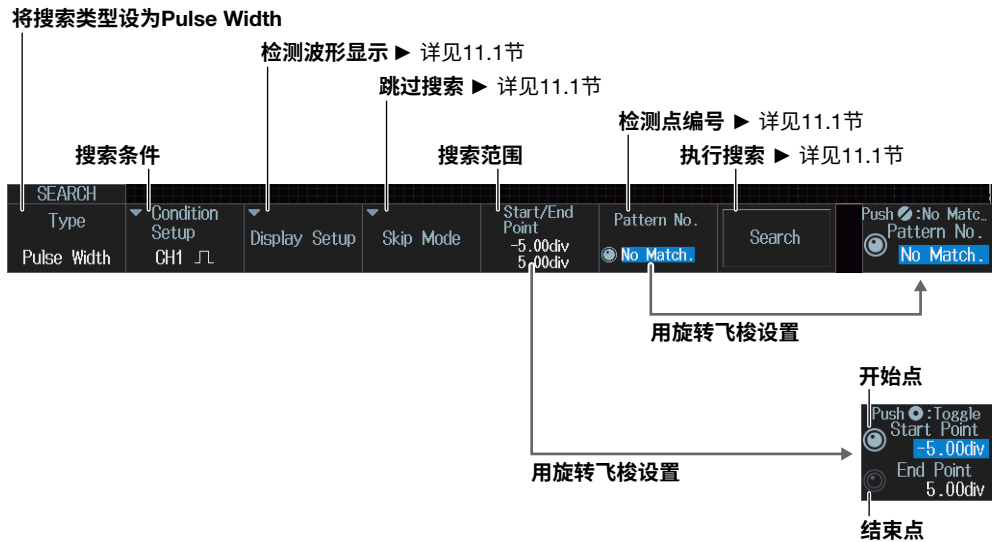 将搜索类型设为Pulse Width
检测波形显示 ► 详见11.1节
跳过搜索 ► 详见11.1节
检测点编号 ► 详见11.1节
搜索条件
搜索范围
执行搜索 ► 详见11.1节
SEARCH
Type
Pulse Width
Condition
Setup
CH1
Display Setup
Skip Mode
Start/End
Point
-5.00div
5.00div
Pattern No.
No Match.
Search
Push :No Matc…
Pattern No.
No Match.
用旋转飞梭设置
开始点
Push :Toggle
Start Point
-5.00div
End Point
5.00div
用旋转飞梭设置
结束点